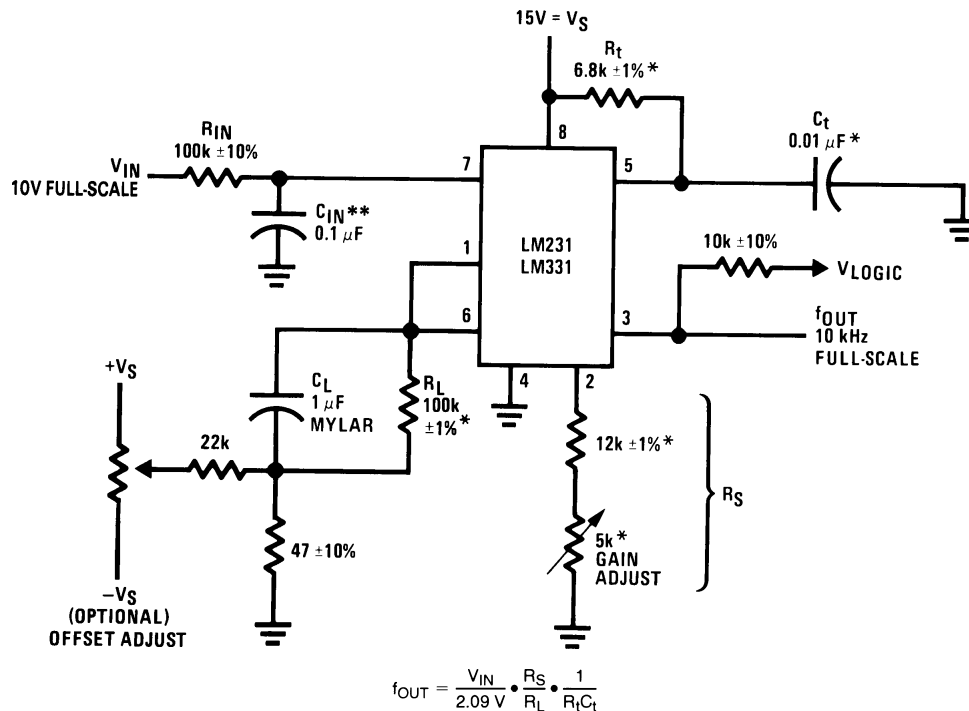 15V = VS
Rt
6.8k ±1% *
8
Ct
0.01 µF *
RIN
100k ±10%
VIN
10V FULL-SCALE
7
5
CIN**
0.1 µF
1
LM231
LM331
10k ±10%
VLOGIC
6
3
fOUT
10 kHz
FULL-SCALE
4
2
+VS
CL
1 µF
MYLAR
RL
100k
±1%*
12k ±1% *
22k
RS
47 ±10%
5k*
GAIN
ADJUST
–VS
(OPTIONAL)
OFFSET ADJUST
fOUT = VIN / 2.09 V • RS / RL • 1 / RtCt